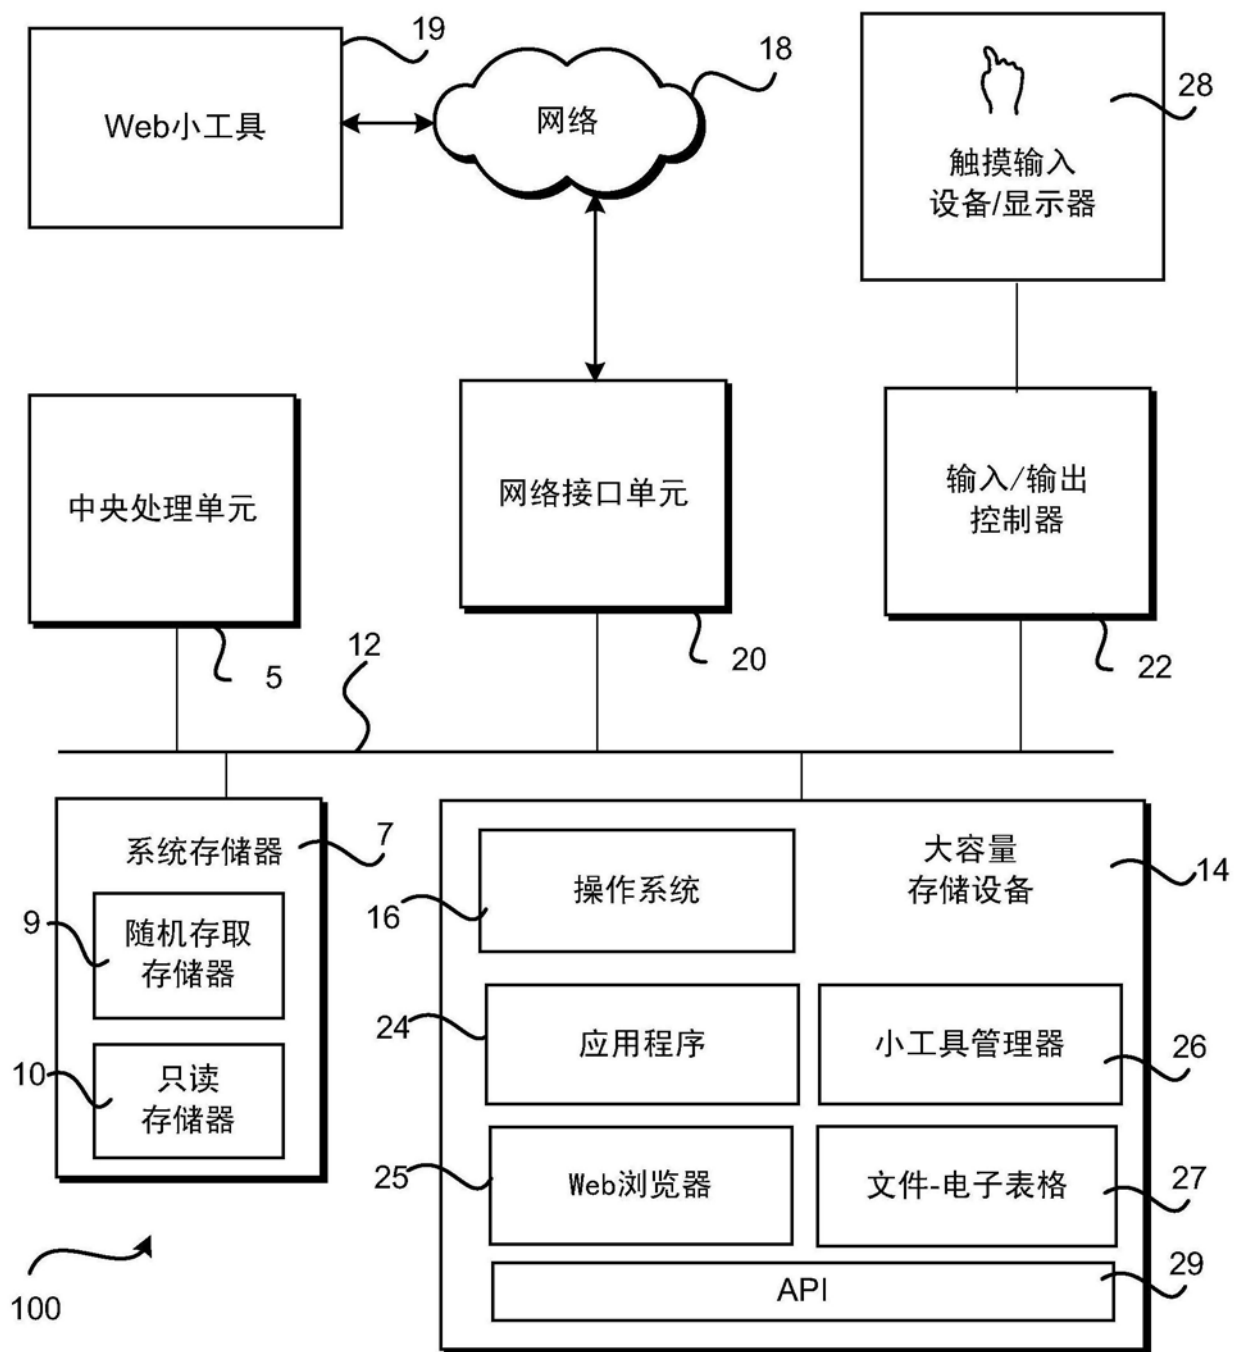 19
18
28
Web小工具
网络
触摸输入
设备/显示器
中央处理单元
网络接口单元
输入/输出
控制器
5
12
20
22
系统存储器
7
9
随机存取
存储器
10
只读
存储器
100
大容量
存储设备
14
操作系统
16
24
应用程序
小工具管理器
26
25
Web浏览器
文件-电子表格
27
API
29